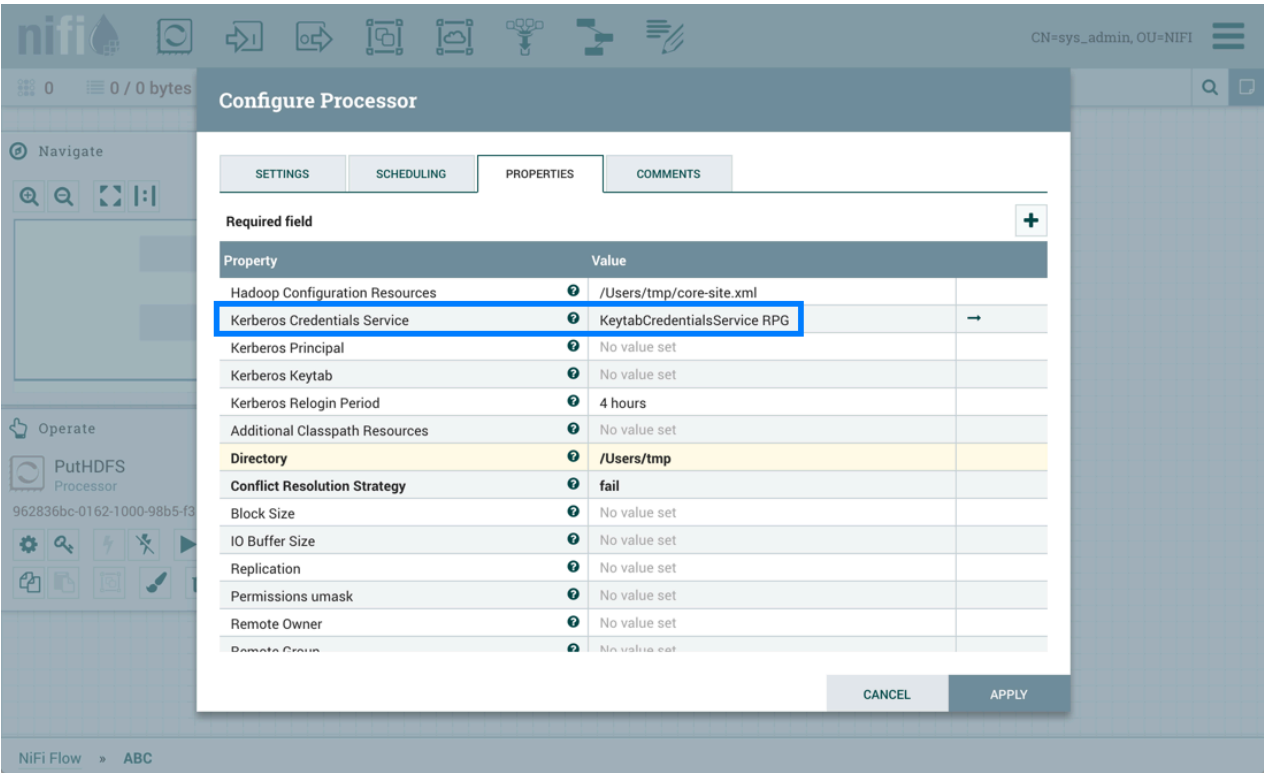 nifi
CN=sys_admin, OU=NIFI
0 0 / 0 bytes
Configure Processor
Navigate
SETTINGS SCHEDULING PROPERTIES COMMENTS
Required field
Property Value
Hadoop Configuration Resources /Users/tmp/core-site.xml
Kerberos Credentials Service KeytabCredentialsService RPG
Kerberos Principal No value set
Kerberos Keytab No value set
Kerberos Relogin Period 4 hours
Additional Classpath Resources No value set
Directory /Users/tmp
Conflict Resolution Strategy fail
Block Size No value set
IO Buffer Size No value set
Replication No value set
Permissions umask No value set
Remote Owner No value set
Remote Group No value set
Operate
PutHDFS
Processor
962836bc-0162-1000-98b5-f3
CANCEL APPLY
NiFi Flow » ABC